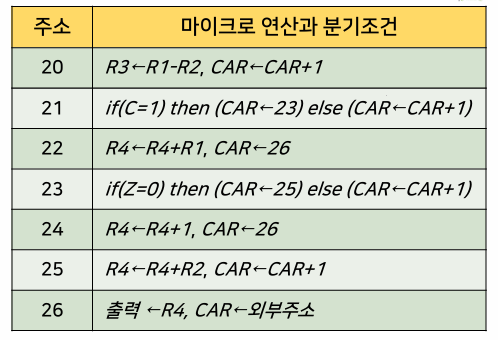 주소 마이크로 연산과 분기조건
20 R3←R1-R2, CAR←CAR+1
21 if(C=1) then (CAR←23) else (CAR←CAR+1)
22 R4←R4+R1, CAR←26
23 if(Z=0) then (CAR←25) else (CAR←CAR+1)
24 R4←R4+1, CAR←26
25 R4←R4+R2, CAR←CAR+1
26 출력 ←R4, CAR←외부주소